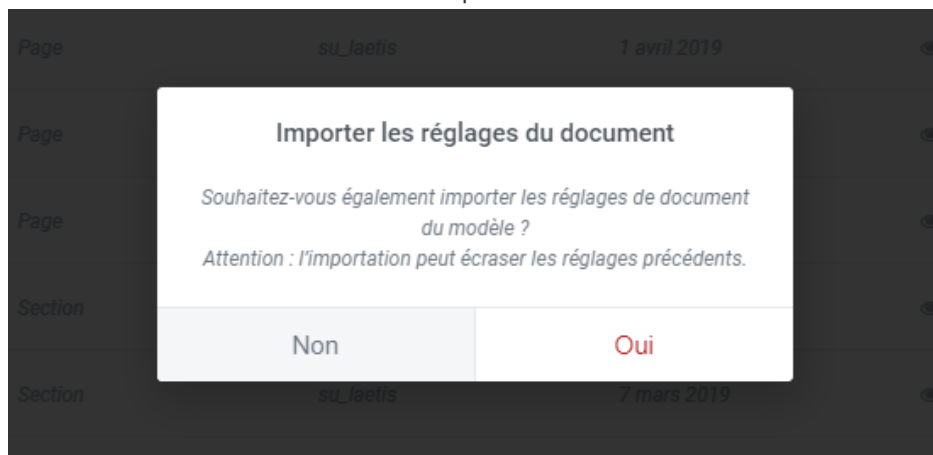 Page su_laetis 1 avril 2019
Page
Importer les réglages du document
Souhaitez-vous également importer les réglages de document
du modèle ?
Attention : l'importation peut écraser les réglages précédents.
Page
Section
Non Oui
Section su_laetis 7 mars 2019